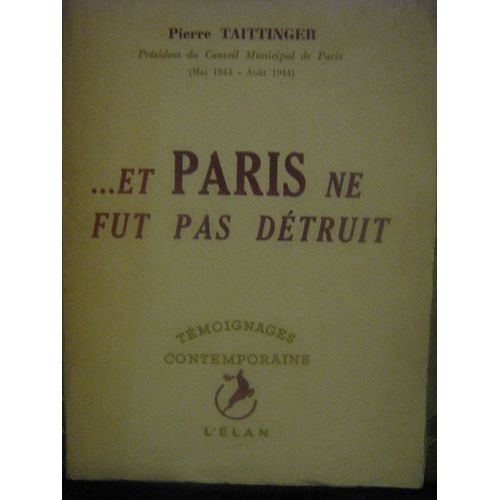 Pierre TAITTINGER
Président du Conseil Municipal de Paris
(Mai 1943 - Août 1944)
...ET PARIS NE
FUT PAS DÉTRUIT
TÉMOIGNAGES
CONTEMPORAINS
L'ÉLAN